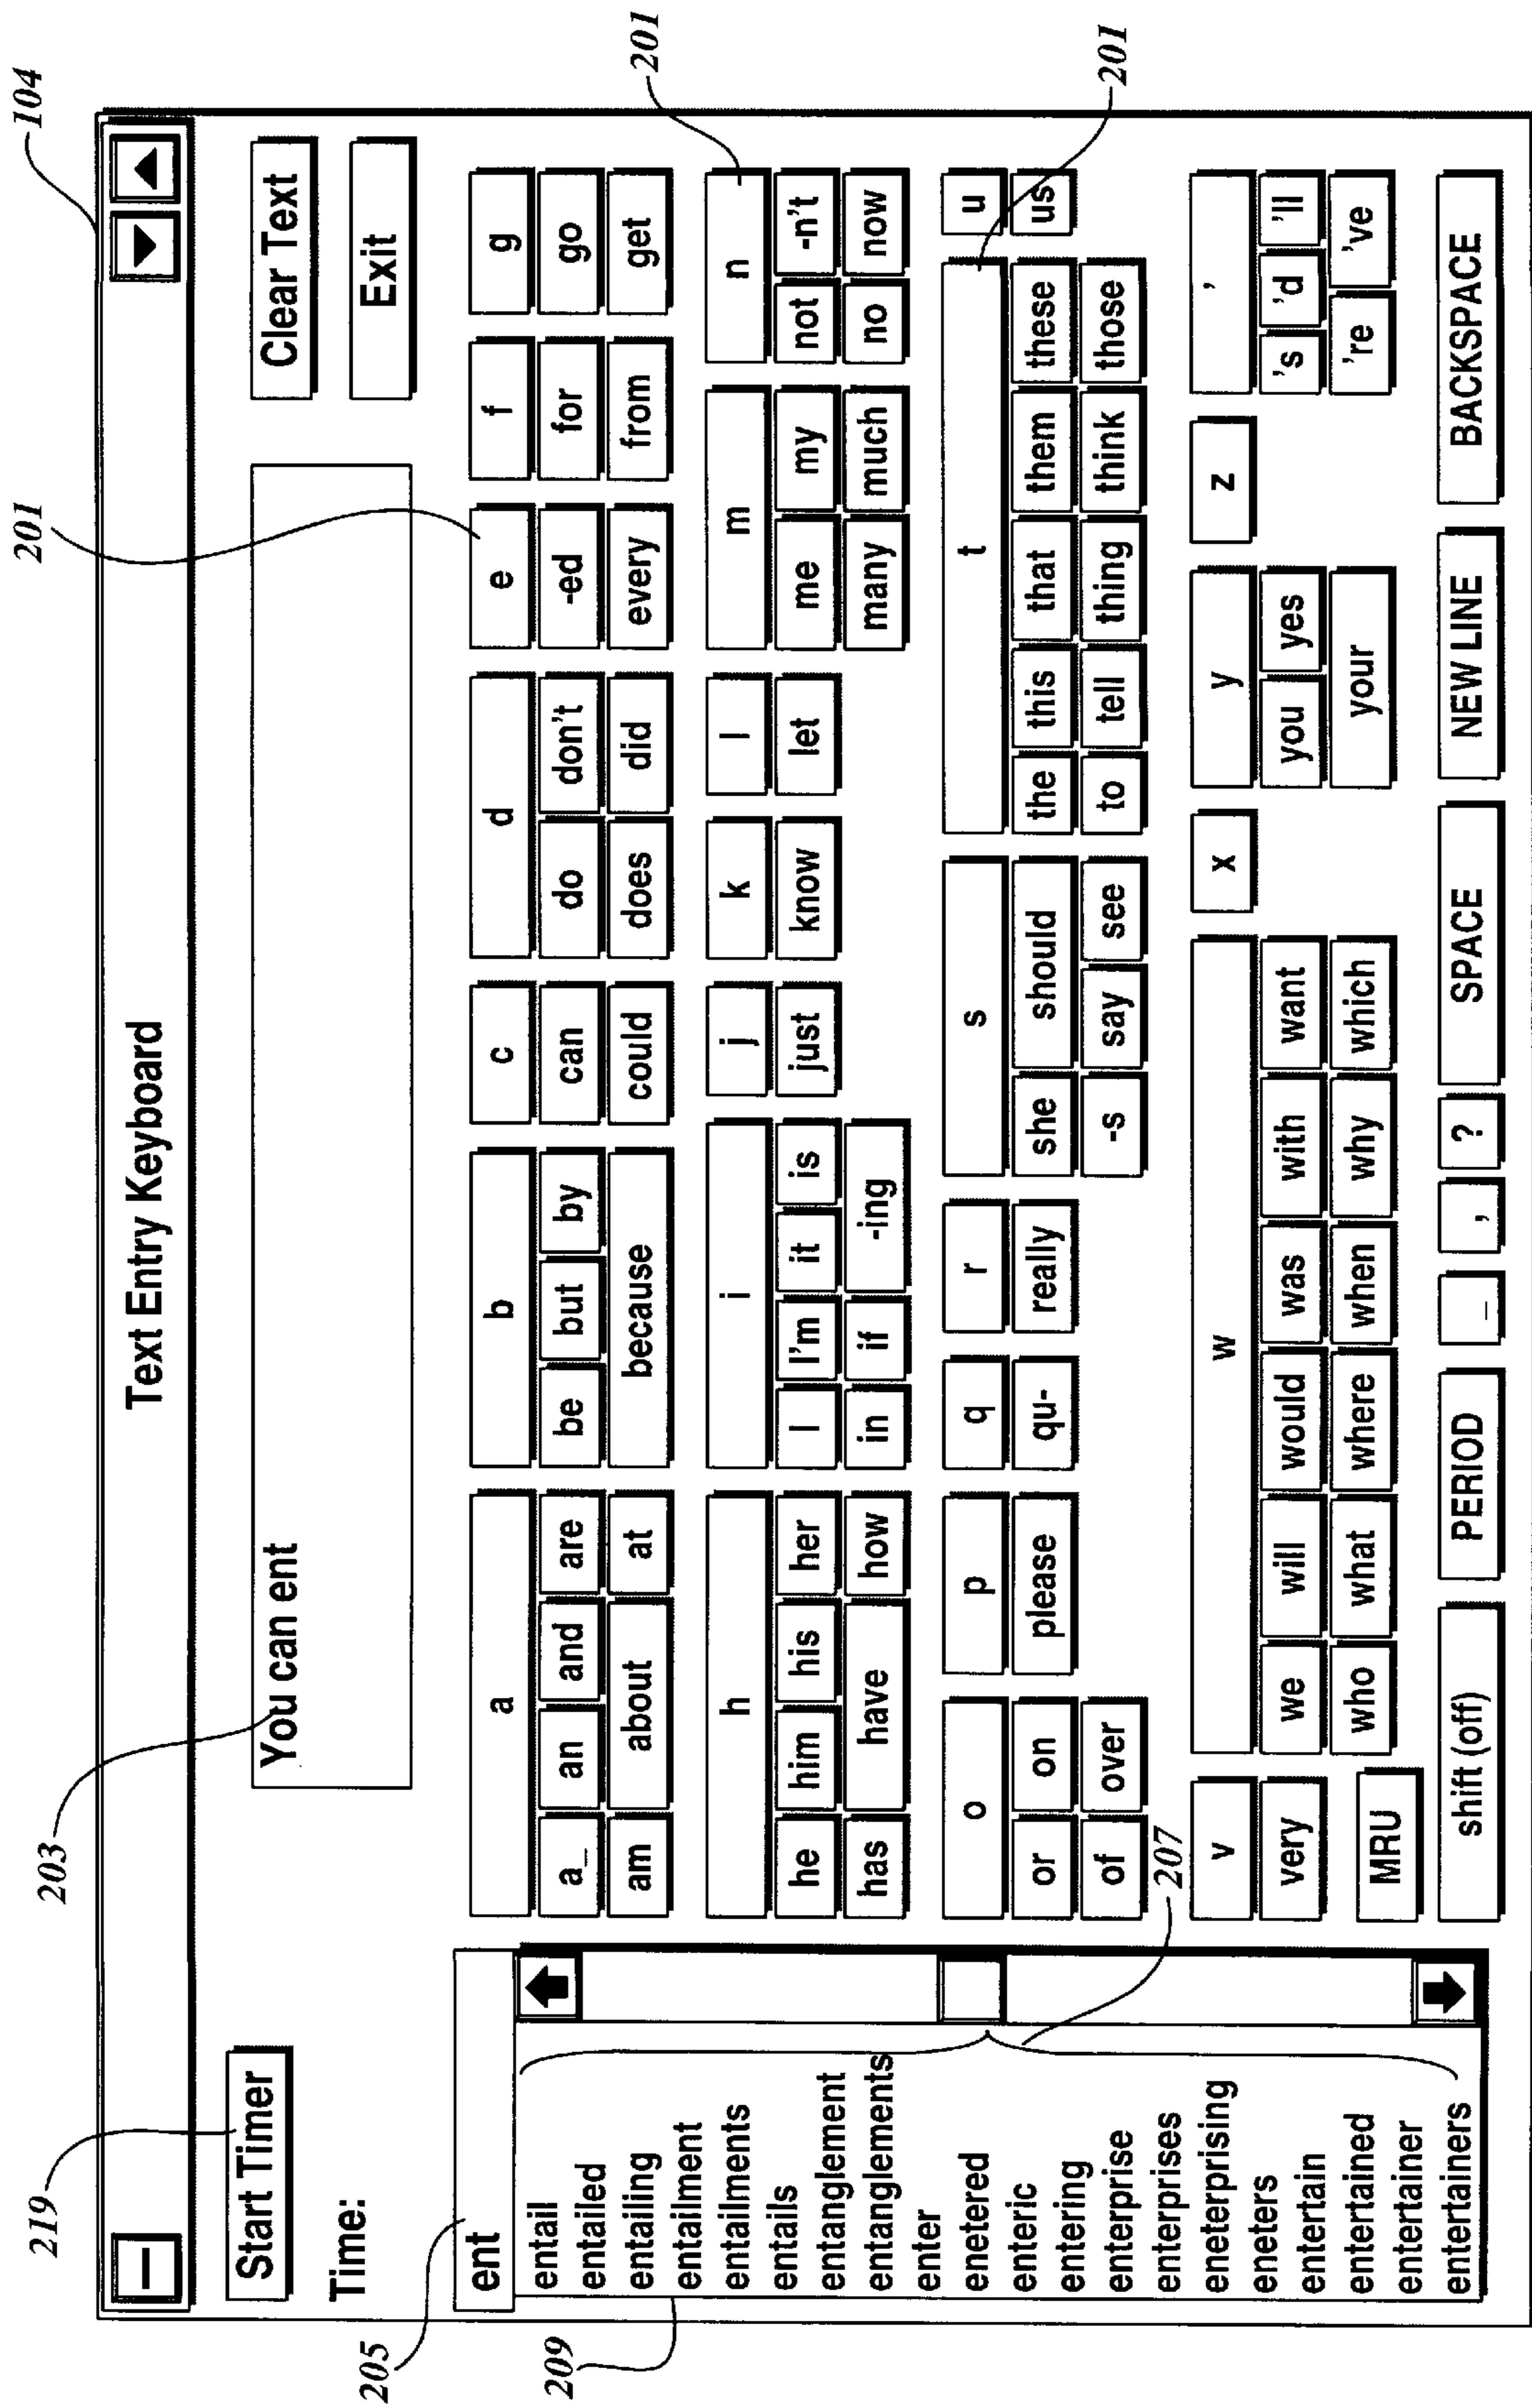 104
Text Entry Keyboard
219
Start Timer
Time:
203
You can ent
201
Clear Text
Exit
205
ent
209
entail
entailed
entailing
entailment
entailments
entails
entanglement
entanglements
enter
enetered
enteric
entering
enterprise
enterprises
eneterprising
eneters
entertain
entertained
entertainer
entertainers
207
a b c d e f g
a_ an and are be but by can do don't -ed for go
am about at because could does did every from get
201
h i j k l m n
he him his her I I'm it is just know let me my not -n't
has have how in if -ing many much no now
201
o p q r s t u
or on please qu- really she should the this that them these us
of over -s say see to tell thing think those
v w x y z '
very we will would was with want you yes 's 'd 'll
who what where when why which your 're 've
MRU
shift (off) PERIOD _ , ? SPACE NEW LINE BACKSPACE